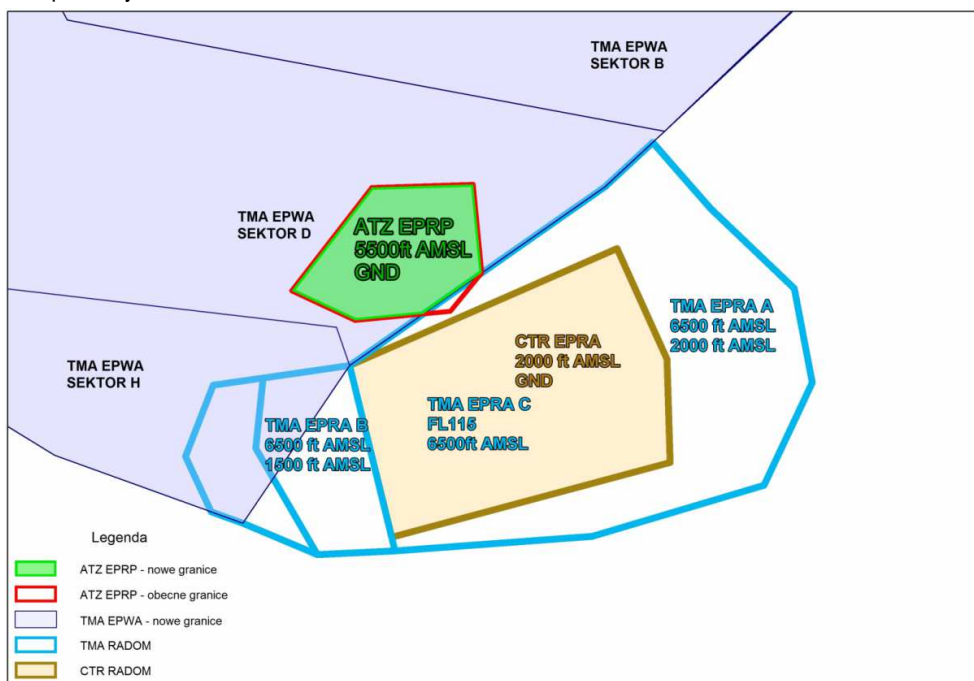 TMA EPWA
SEKTOR B
TMA EPWA
SEKTOR D
ATZ EPRP
5500ft AMSL
GND
TMA EPRA A
6500 ft AMSL
2000 ft AMSL
CTR EPRA
2000 ft AMSL
GND
TMA EPWA
SEKTOR H
TMA EPRA C
FL115
6500ft AMSL
TMA EPRA B
6500 ft AMSL
1500 ft AMSL
Legenda
ATZ EPRP - nowe granice
ATZ EPRP - obecne granice
TMA EPWA - nowe granice
TMA RADOM
CTR RADOM